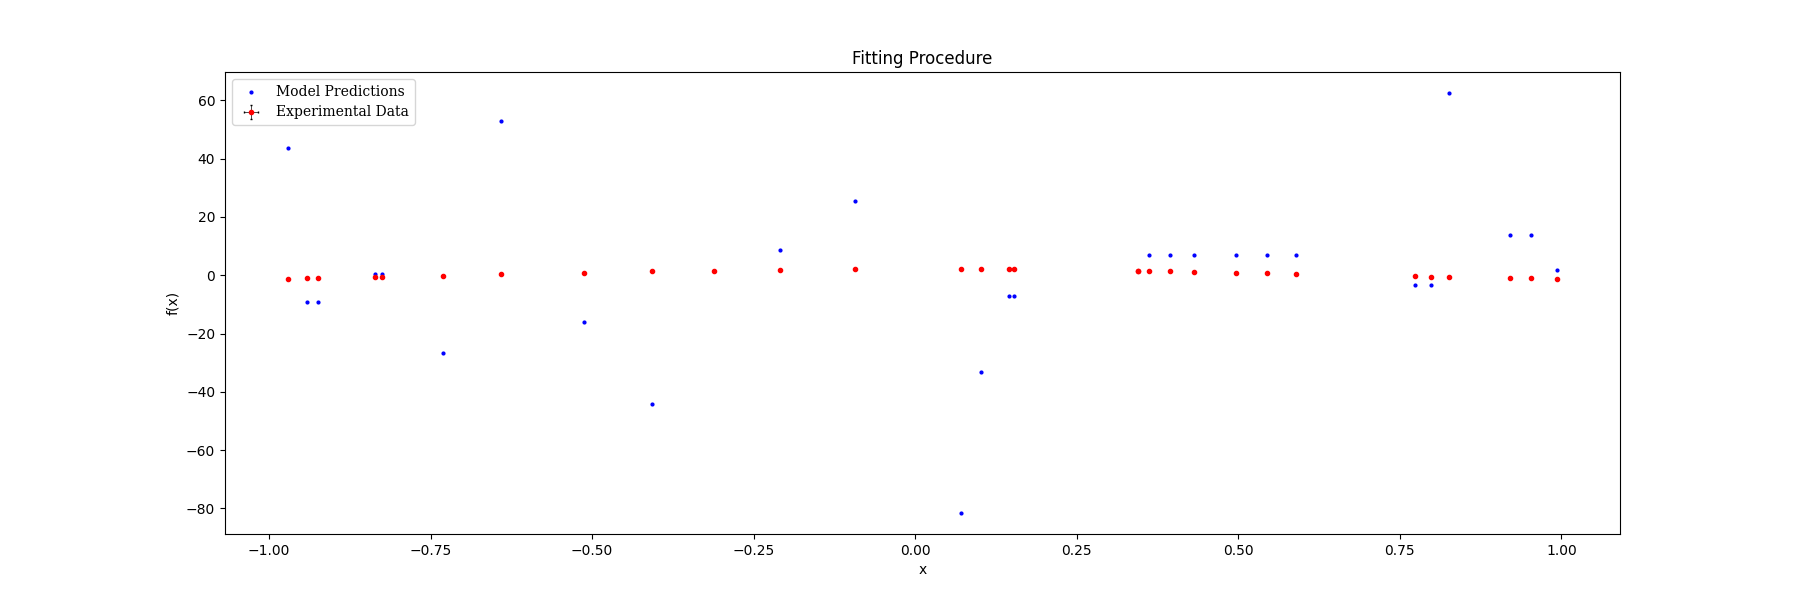 Fitting Procedure
Model Predictions
Experimental Data
60
40
20
0
−20
−40
−60
−80
f(x)
−1.00 −0.75 −0.50 −0.25 0.00 0.25 0.50 0.75 1.00
x